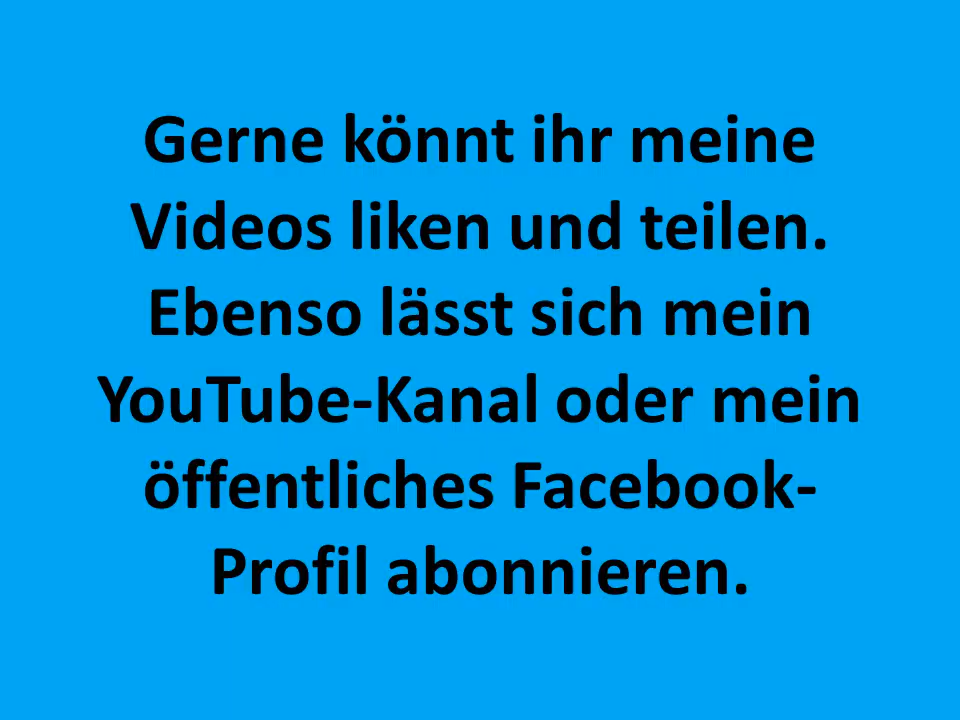 Gerne könnt ihr meine
Videos liken und teilen.
Ebenso lässt sich mein
YouTube-Kanal oder mein
öffentliches Facebook-
Profil abonnieren.